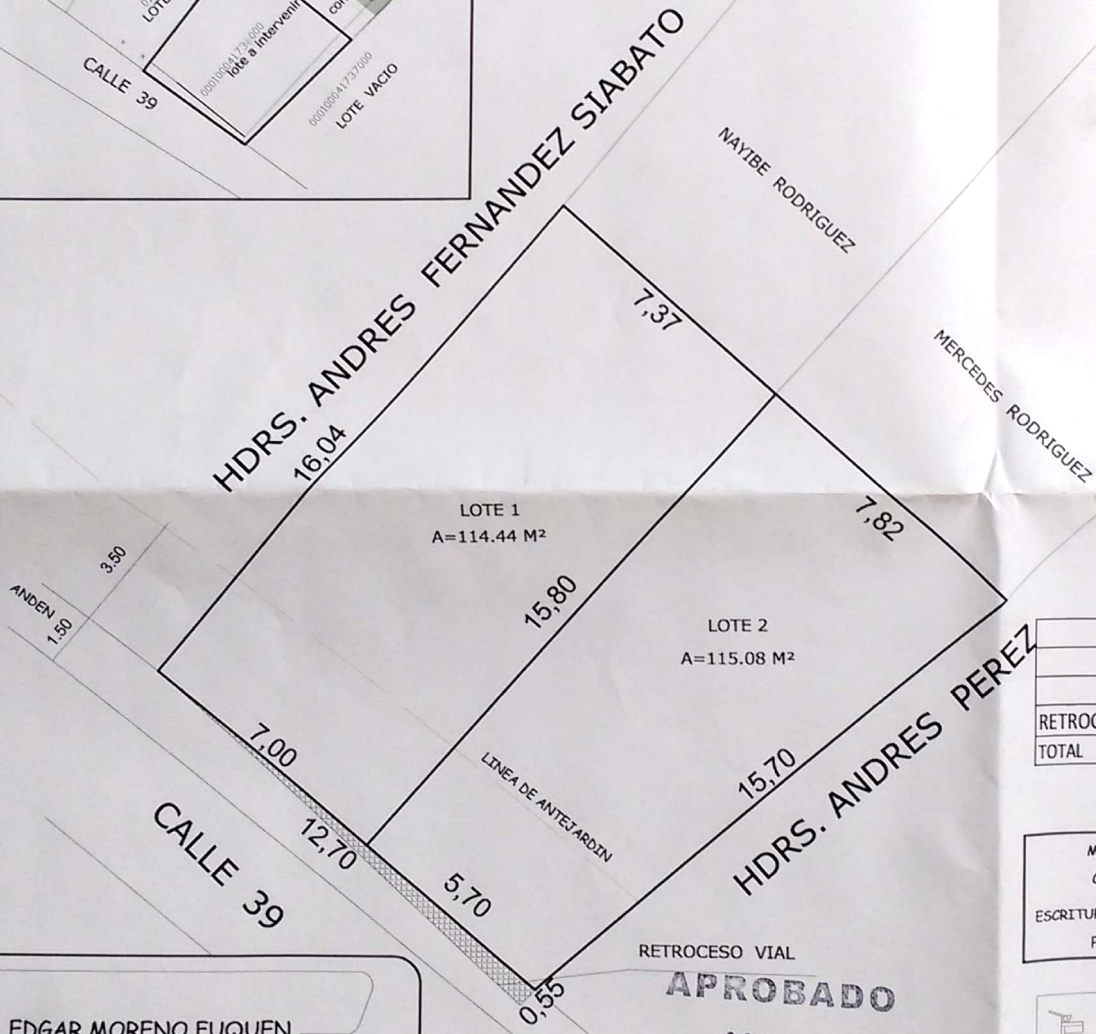 LOTE
lote a intervenir
CALLE 39
000100041737000
LOTE VACIO
HDRS. ANDRES FERNANDEZ SIABATO
NAYIBE RODRIGUEZ
MERCEDES RODRIGUEZ
7,37
16,04
7,82
LOTE 1
A=114.44 M²
3.50
ANDEN
1.50
15,80
LOTE 2
A=115.08 M²
HDRS. ANDRES PEREZ
RETROC
TOTAL
7,00
LINEA DE ANTEJARDIN
15,70
CALLE 39
12,70
5,70
ESCRITU
RETROCESO VIAL
APROBADO
0,55
EDGAR MORENO FUQUEN